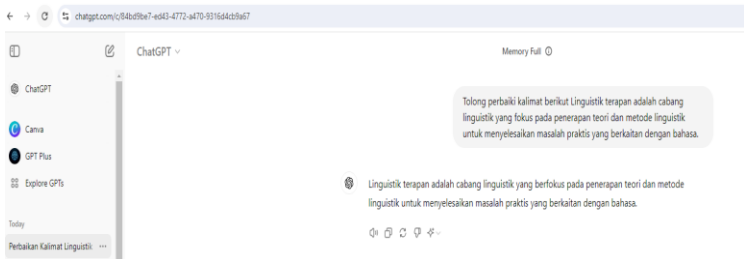 chatgpt.com/c/84bd9be7-ed43-4772-a470-9316d4cb9a67
ChatGPT
Memory Full
ChatGPT
Canva
GPT Plus
Explore GPTs
Today
Perbaikan Kalimat Linguistik
Tolong perbaiki kalimat berikut Linguistik terapan adalah cabang
linguistik yang fokus pada penerapan teori dan metode linguistik
untuk menyelesaikan masalah praktis yang berkaitan dengan bahasa.
Linguistik terapan adalah cabang linguistik yang berfokus pada penerapan teori dan metode
linguistik untuk menyelesaikan masalah praktis yang berkaitan dengan bahasa.